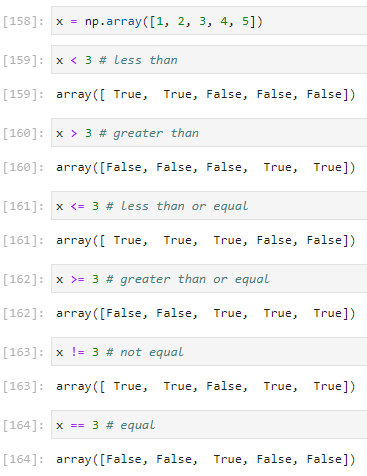 [158]: x = np.array([1, 2, 3, 4, 5])
[159]: x < 3 # less than
[159]: array([ True,  True, False, False, False])
[160]: x > 3 # greater than
[160]: array([False, False, False,  True,  True])
[161]: x <= 3 # less than or equal
[161]: array([ True,  True,  True, False, False])
[162]: x >= 3 # greater than or equal
[162]: array([False, False,  True,  True,  True])
[163]: x != 3 # not equal
[163]: array([ True,  True, False,  True,  True])
[164]: x == 3 # equal
[164]: array([False, False,  True, False, False])